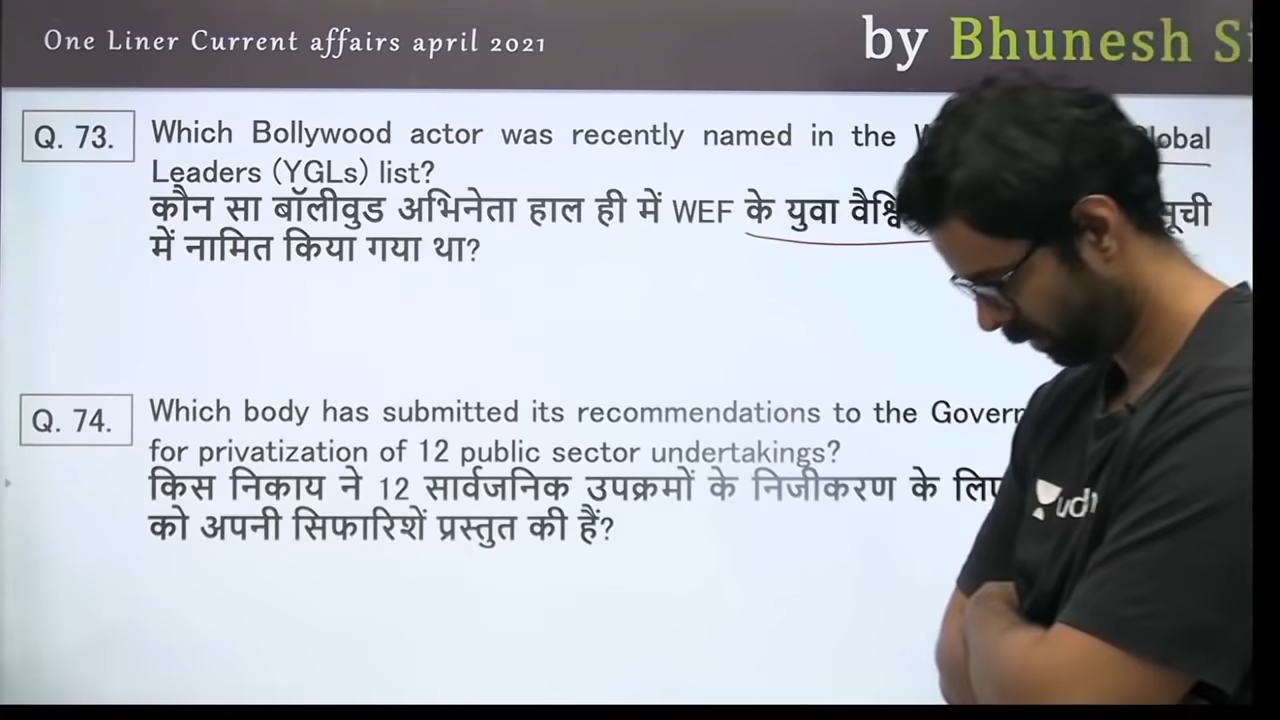 One Liner Current affairs april 2021
by Bhunesh
Q. 73.
Which Bollywood actor was recently named in the
Leaders (YGLs) list?
कौन सा बॉलीवुड अभिनेता हाल ही में WEF के युवा सूची
में नामित किया गया था?
Q. 74.
Which body has submitted its recommendations to the
for privatization of 12 public sector undertakings?
किस निकाय ने 12 सार्वजनिक उपक्रमों के निजीकरण के
को अपनी सिफारिशें प्रस्तुत की हैं?